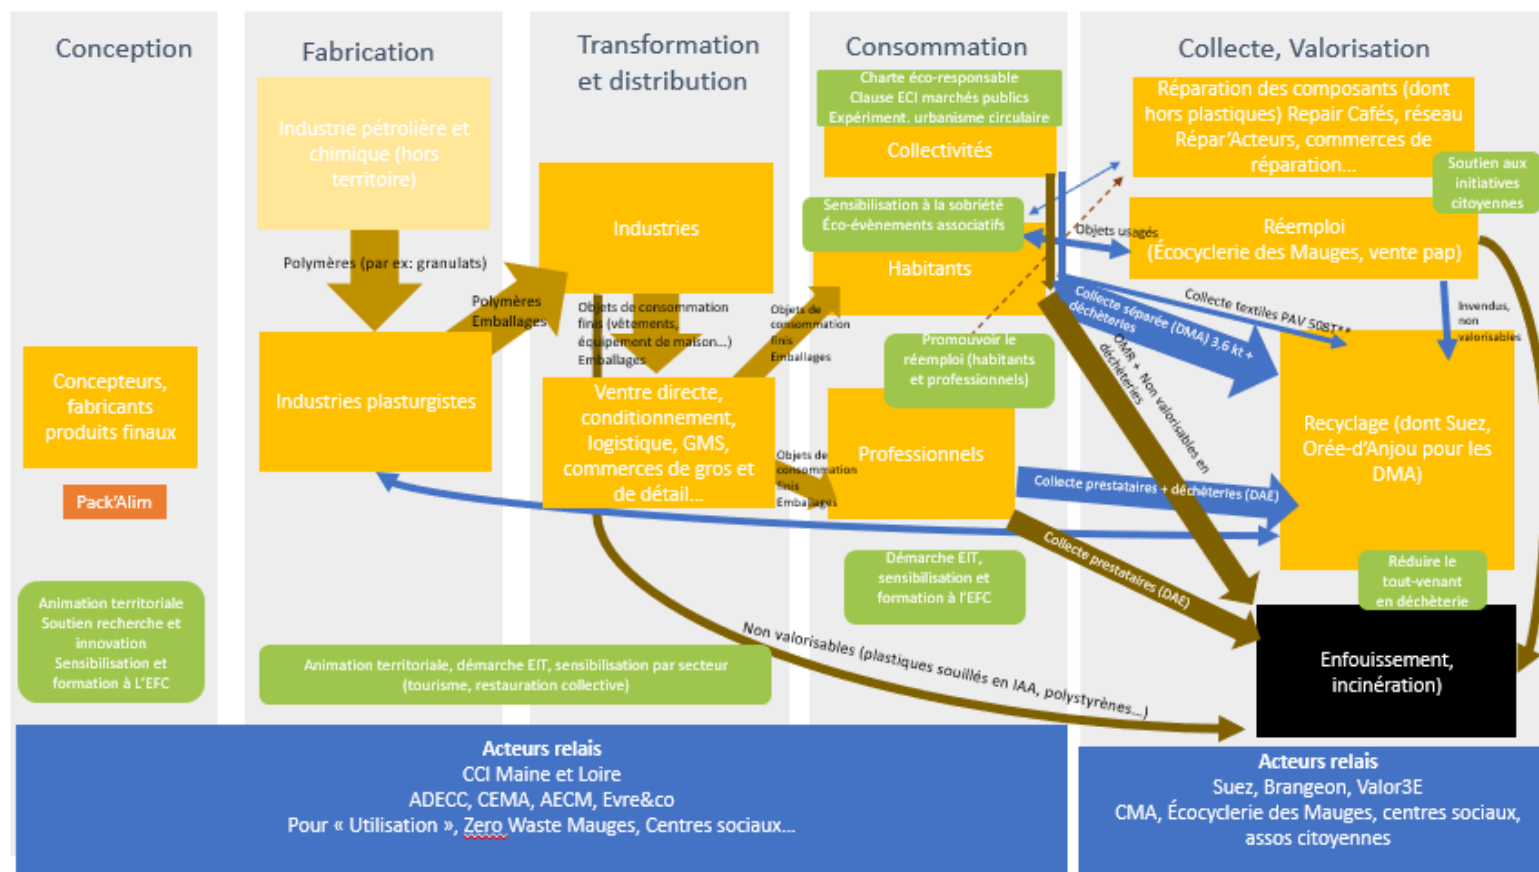 Conception
Fabrication
Transformation
et distribution
Consommation
Collecte, Valorisation
Industrie pétrolière et
chimique (hors
territoire)
Polymères (par ex: granulats)
Industries plasturgistes
Concepteurs,
fabricants
produits finaux
Pack'Alim
Animation territoriale
Soutien recherche et
innovation
Sensibilisation et
formation à L'EFC
Polymères
Emballages
Industries
Objets de consommation
finis (vêtements,
équipement de maison...)
Emballages
Ventre directe,
conditionnement,
logistique, GMS,
commerces de gros et
de détail...
Animation territoriale, démarche EIT, sensibilisation par secteur
(tourisme, restauration collective)
Objets de
consommation
finis
Emballages
Objets de
consommation
finis
Emballages
Charte éco-responsable
Clause ECI marchés publics
Expériment. urbanisme circulaire
Collectivités
Sensibilisation à la sobriété
Éco-évènements associatifs
Habitants
Promouvoir le
réemploi (habitants
et professionnels)
Professionnels
Démarche EIT,
sensibilisation et
formation à l'EFC
Réparation des composants (dont
hors plastiques) Repair Cafés, réseau
Répar'Acteurs, commerces de
réparation...
Soutien aux
initiatives
citoyennes
Objets usagés
Réemploi
(Écocyclerie des Mauges, vente pap)
Collecte textiles PAV 508T**
Invendus,
non
valorisables
Collecte séparée (DMA) 3,6 kt +
déchèteries
OMR + Non valorisables en
déchèteries
Recyclage (dont Suez,
Orée-d'Anjou pour les
DMA)
Collecte prestataires + déchèteries (DAE)
Collecte prestataires (DAE)
Réduire le
tout-venant
en déchèterie
Non valorisables (plastiques souillés en IAA, polystyrènes...)
Enfouissement,
incinération)
Acteurs relais
CCI Maine et Loire
ADECC, CEMA, AECM, Evre&co
Pour « Utilisation », Zero Waste Mauges, Centres sociaux...
Acteurs relais
Suez, Brangeon, Valor3E
CMA, Écocyclerie des Mauges, centres sociaux,
assos citoyennes